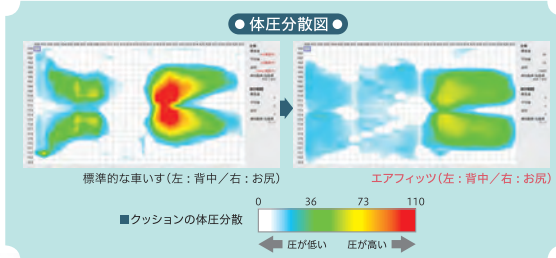 ● 体圧分散図 ●
標準的な車いす(左：背中／右：お尻)
エアフィッツ(左：背中／右：お尻)
■クッションの体圧分散
0 36 73 110
圧が低い 圧が高い